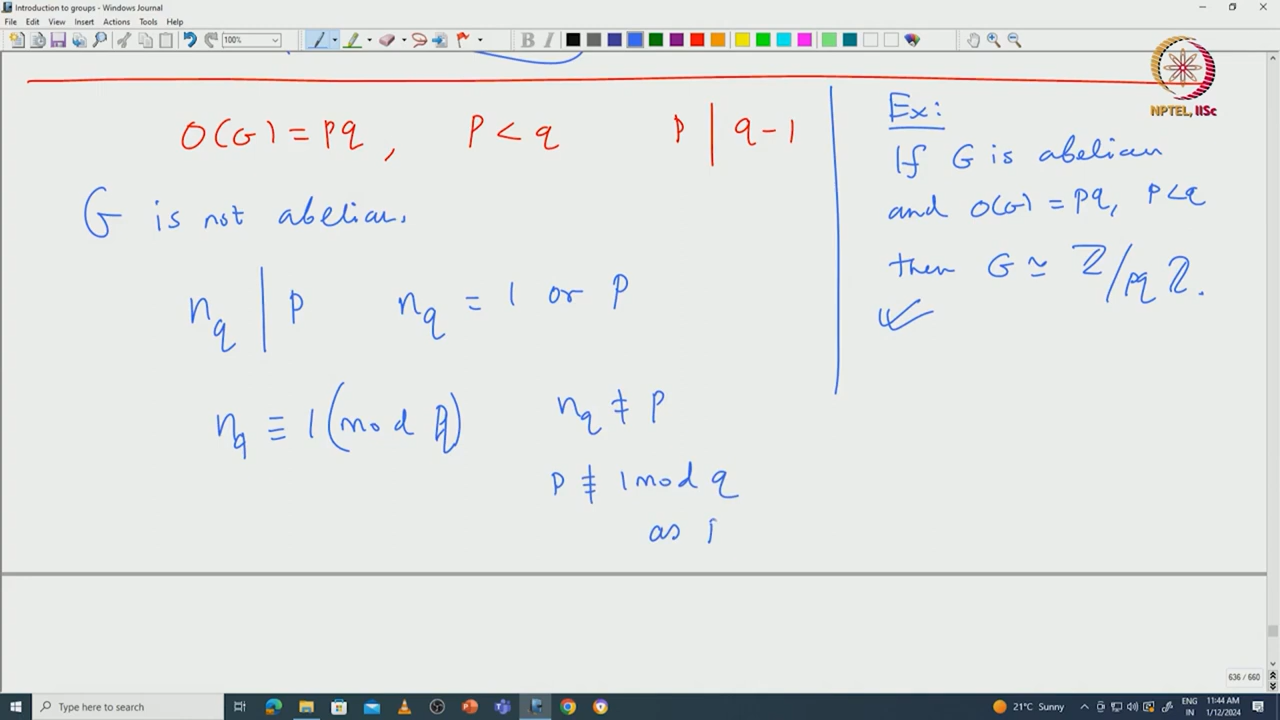 Introduction to groups - Windows Journal
File Edit View Insert Actions Tools Help
100%
B I
NPTEL, IISc
O(G) = pq, p < q p | q-1
G is not abelian.
n_q | p n_q = 1 or p
n_q ≡ 1 (mod q) n_q ≠ p
p ≢ 1 mod q
as
Ex:
If G is abelian
and O(G) = pq, p<q
then G ≃ ℤ/pqℤ.
636 / 660
Type here to search
21°C Sunny
ENG
IN
11:44 AM
1/12/2024